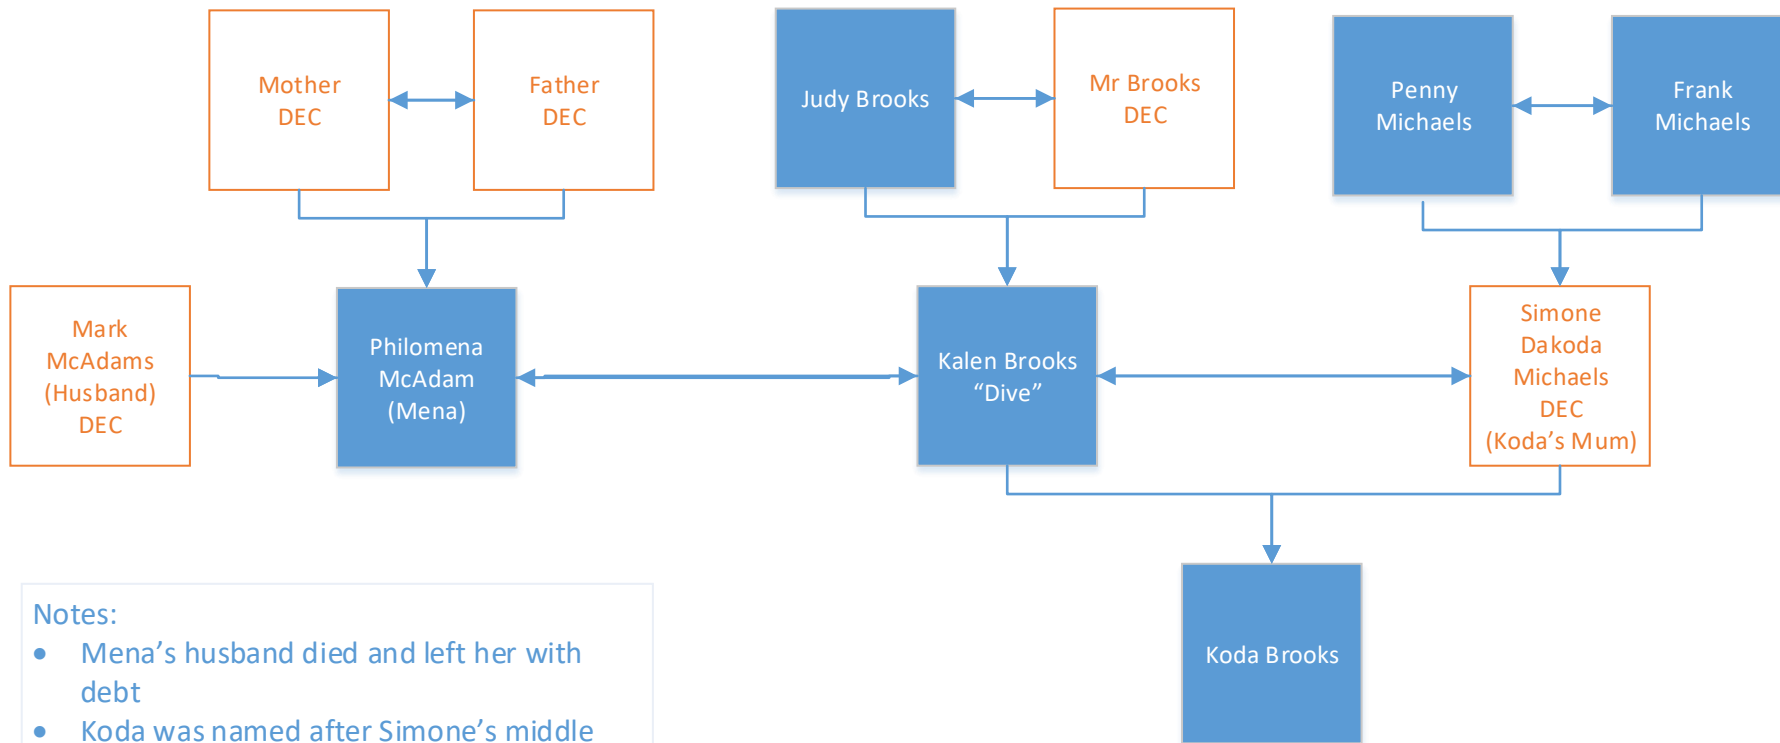 Mother
DEC
Father
DEC
Judy Brooks
Mr Brooks
DEC
Penny
Michaels
Frank
Michaels
Mark
McAdams
(Husband)
DEC
Philomena
McAdam
(Mena)
Kalen Brooks
“Dive”
Simone
Dakoda
Michaels
DEC
(Koda’s Mum)
Koda Brooks
Notes:
• Mena’s husband died and left her with
debt
• Koda was named after Simone’s middle